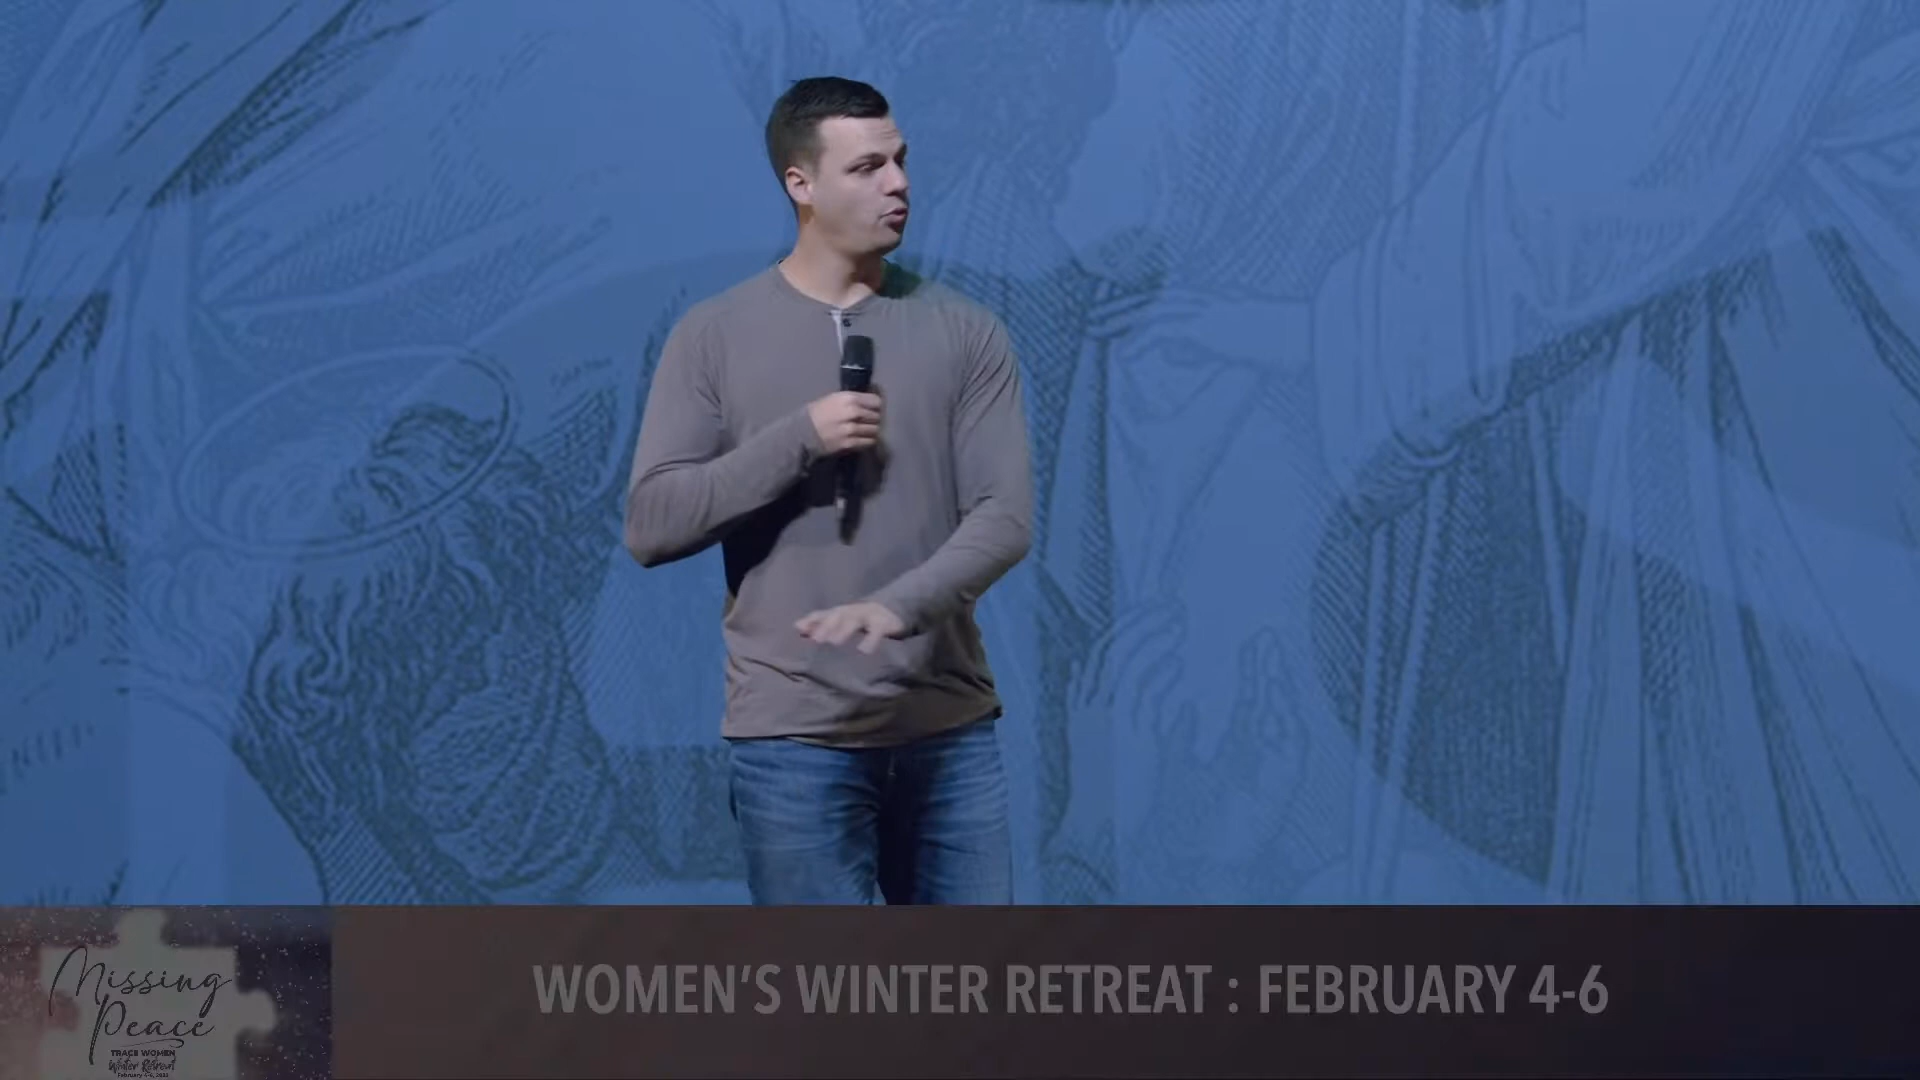 WOMEN'S WINTER RETREAT : FEBRUARY 4-6
Missing
Peace
TRACE WOMEN
Winter Retreat